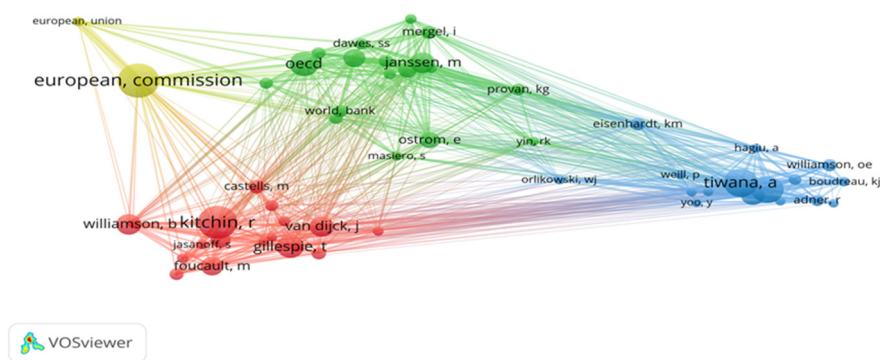 european, union
mergel, i
dawes, ss
oecd
janssen, m
european, commission
provan, kg
world, bank
eisenhardt, km
ostrom, e
yin, rk
hagiu, a
masiero, s
williamson, oe
weill, p
orlikowski, wj
tiwana, a
boudreau, kj
castells, m
adner, r
yoo, y
williamson, b
kitchin, r
van dijck, j
jasanoff, s
gillespie, t
foucault, m
VOSviewer